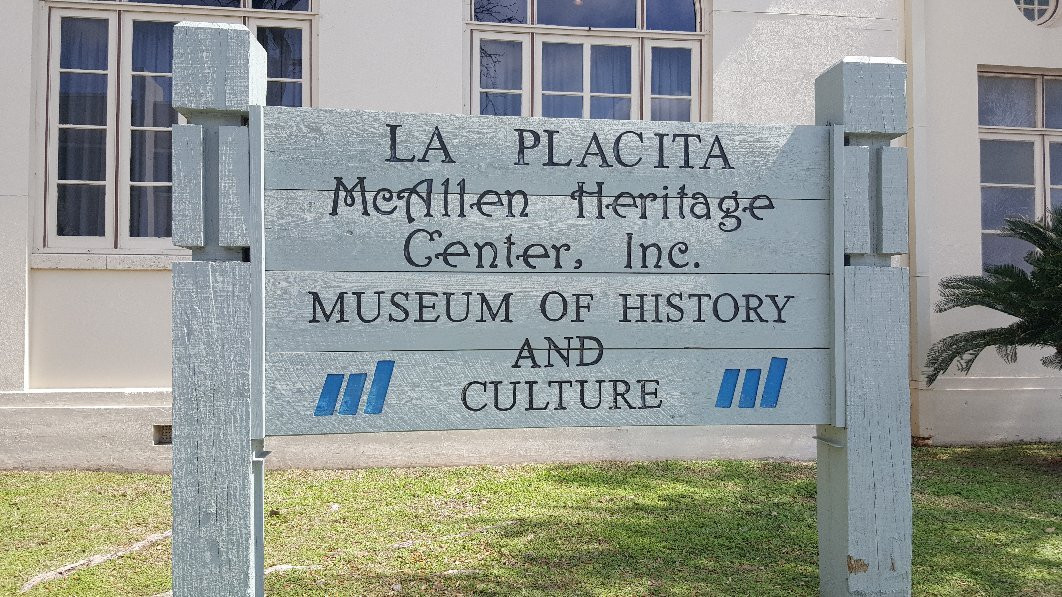 LA PLACITA
McAllen Heritage
Center, Inc.
MUSEUM OF HISTORY
AND
CULTURE